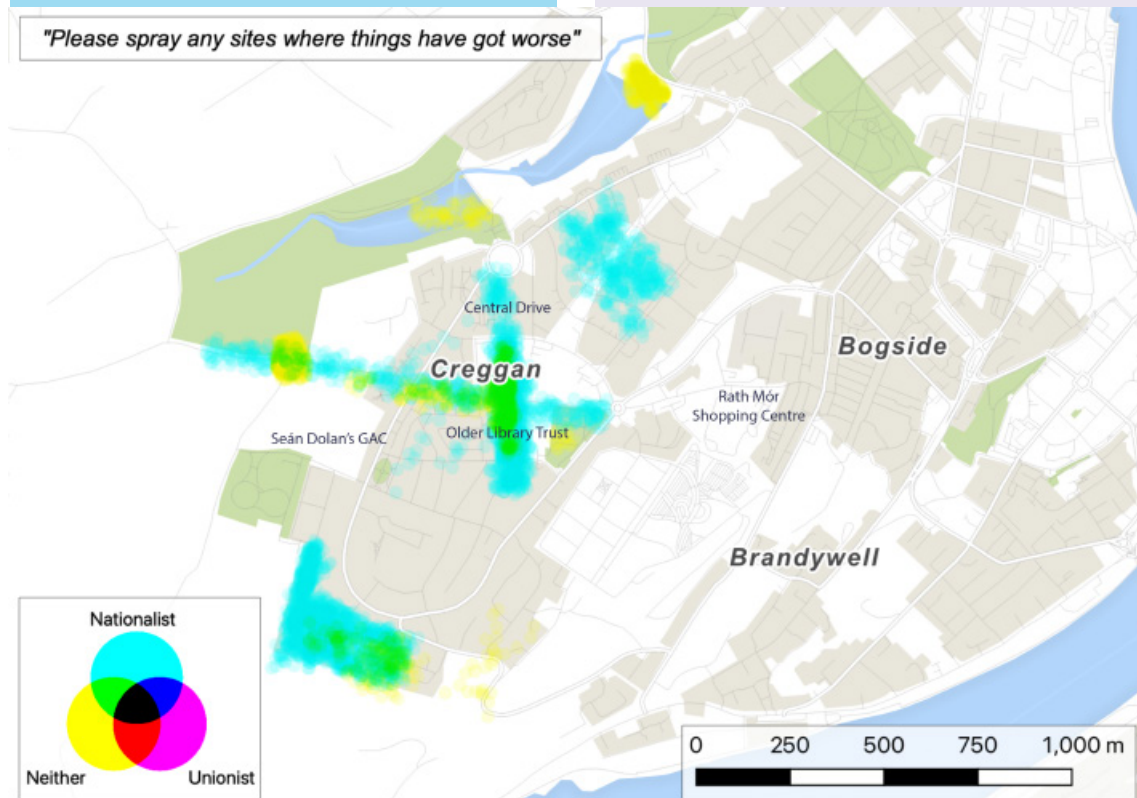 "Please spray any sites where things have got worse"
Central Drive
Creggan
Bogside
Rath Mór
Shopping Centre
Seán Dolan's GAC
Older Library Trust
Brandywell
Nationalist
Neither
Unionist
0 250 500 750 1,000 m